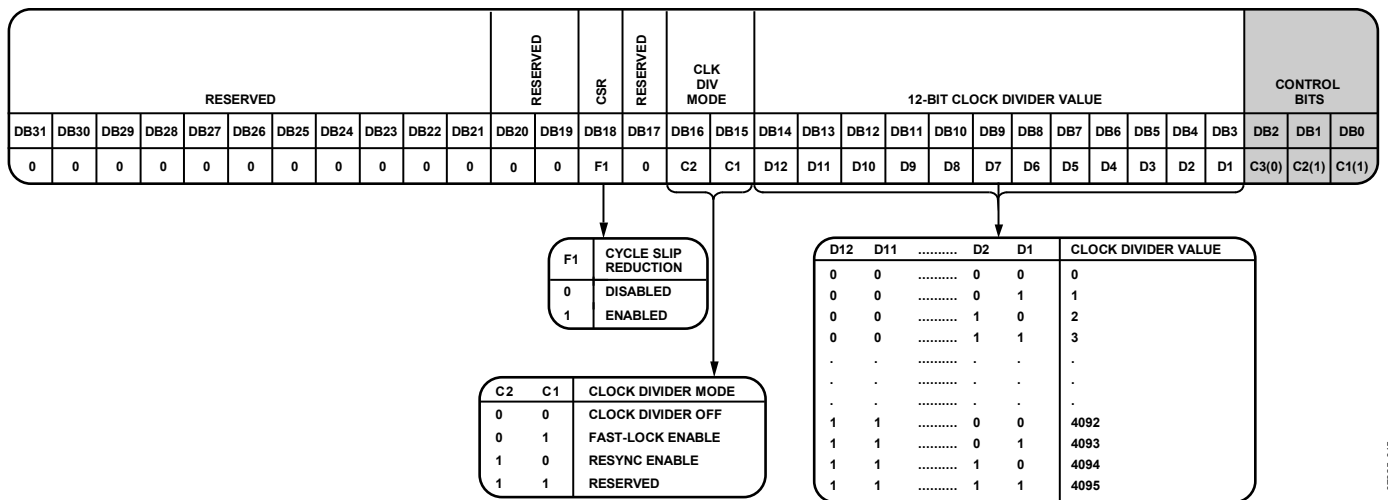 RESERVED
RESERVED
CSR
RESERVED
CLK
DIV
MODE
12-BIT CLOCK DIVIDER VALUE
CONTROL
BITS
DB31 DB30 DB29 DB28 DB27 DB26 DB25 DB24 DB23 DB22 DB21 DB20 DB19 DB18 DB17 DB16 DB15 DB14 DB13 DB12 DB11 DB10 DB9 DB8 DB7 DB6 DB5 DB4 DB3 DB2 DB1 DB0
0 0 0 0 0 0 0 0 0 0 0 0 0 F1 0 C2 C1 D12 D11 D10 D9 D8 D7 D6 D5 D4 D3 D2 D1 C3(0) C2(1) C1(1)
F1 CYCLE SLIP
REDUCTION
0 DISABLED
1 ENABLED
C2 C1 CLOCK DIVIDER MODE
0 0 CLOCK DIVIDER OFF
0 1 FAST-LOCK ENABLE
1 0 RESYNC ENABLE
1 1 RESERVED
D12 D11 .......... D2 D1 CLOCK DIVIDER VALUE
0 0 .......... 0 0 0
0 0 .......... 0 1 1
0 0 .......... 1 0 2
0 0 .......... 1 1 3
. . .......... . . .
. . .......... . . .
. . .......... . . .
1 1 .......... 0 0 4092
1 1 .......... 0 1 4093
1 1 .......... 1 0 4094
1 1 .......... 1 1 4095